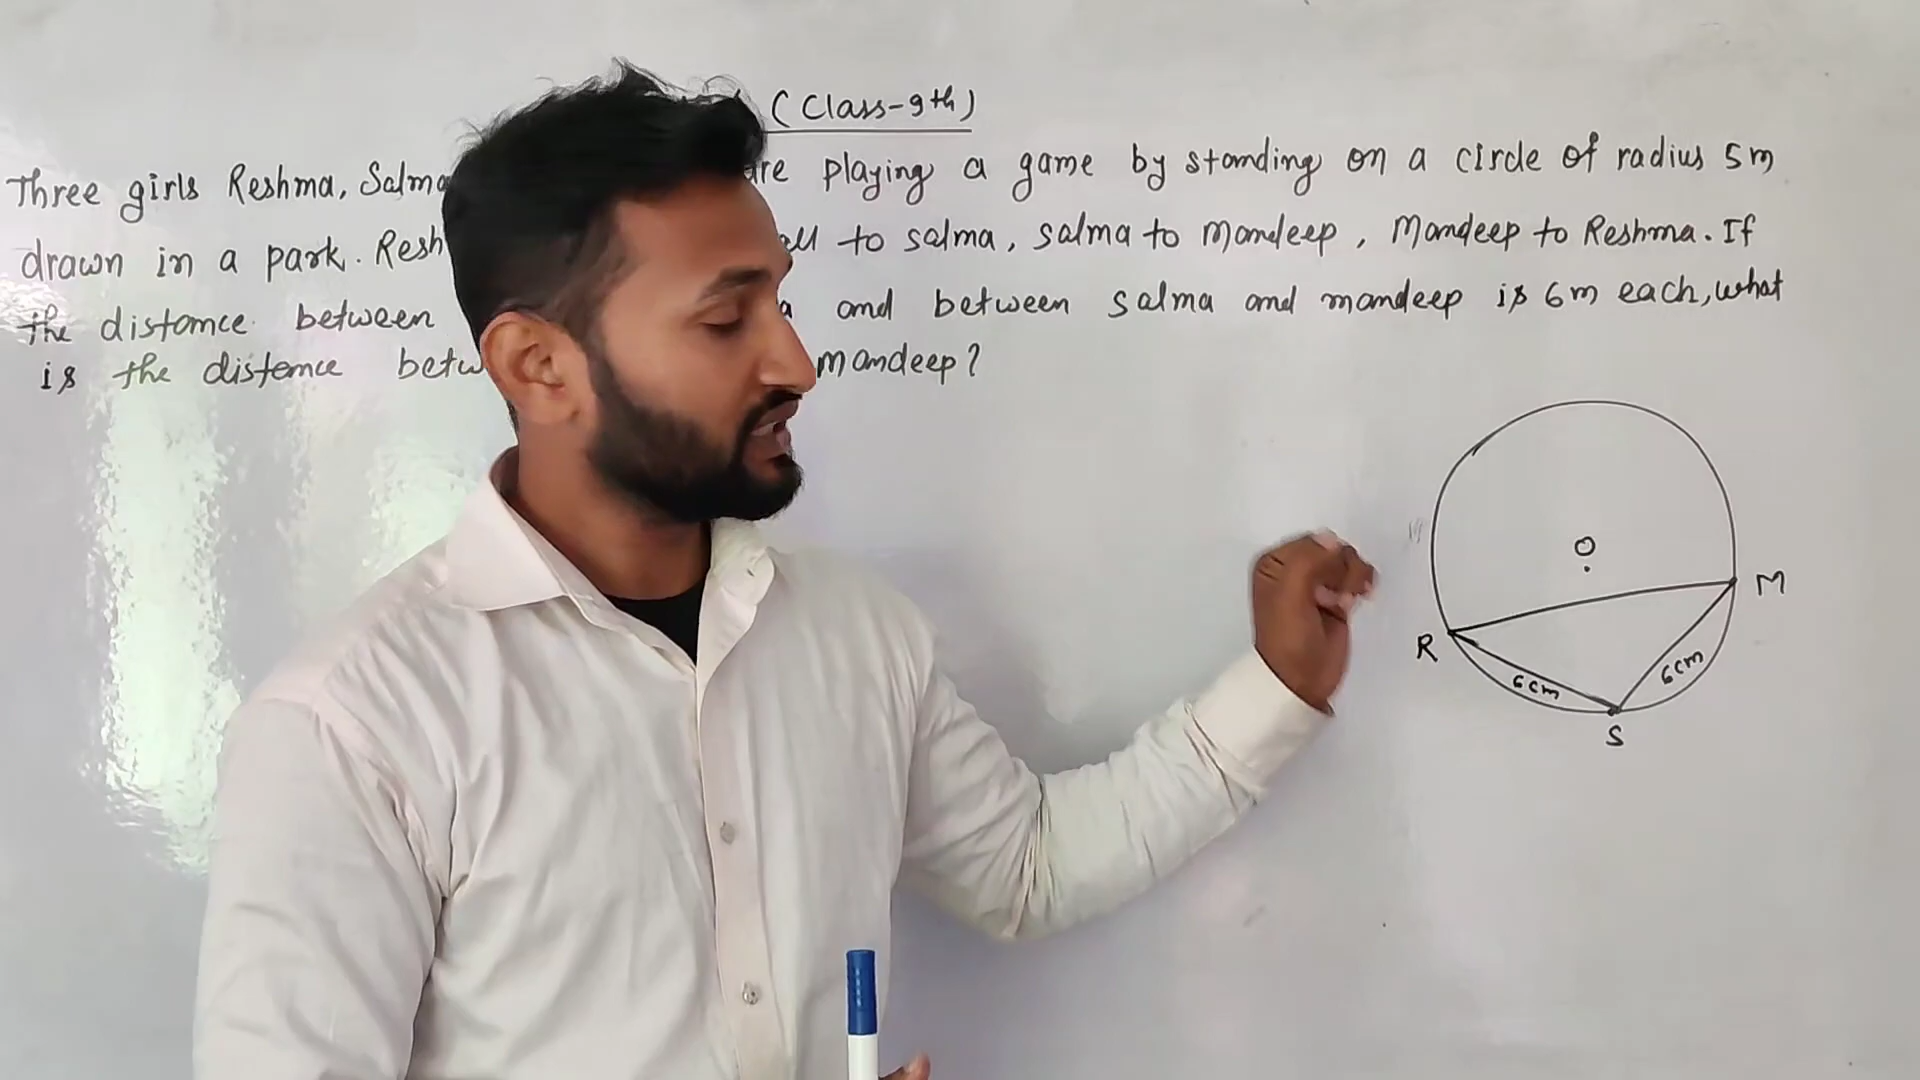 (Class-9th)
Three girls Reshma, Salma are playing a game by standing on a circle of radius 5m
drawn in a park. Resh to salma, salma to mandeep, Mandeep to Reshma. If
the distance between and between salma and mandeep is 6m each, what
is the distence betw mandeep?
O
M
R
6cm
6cm
S